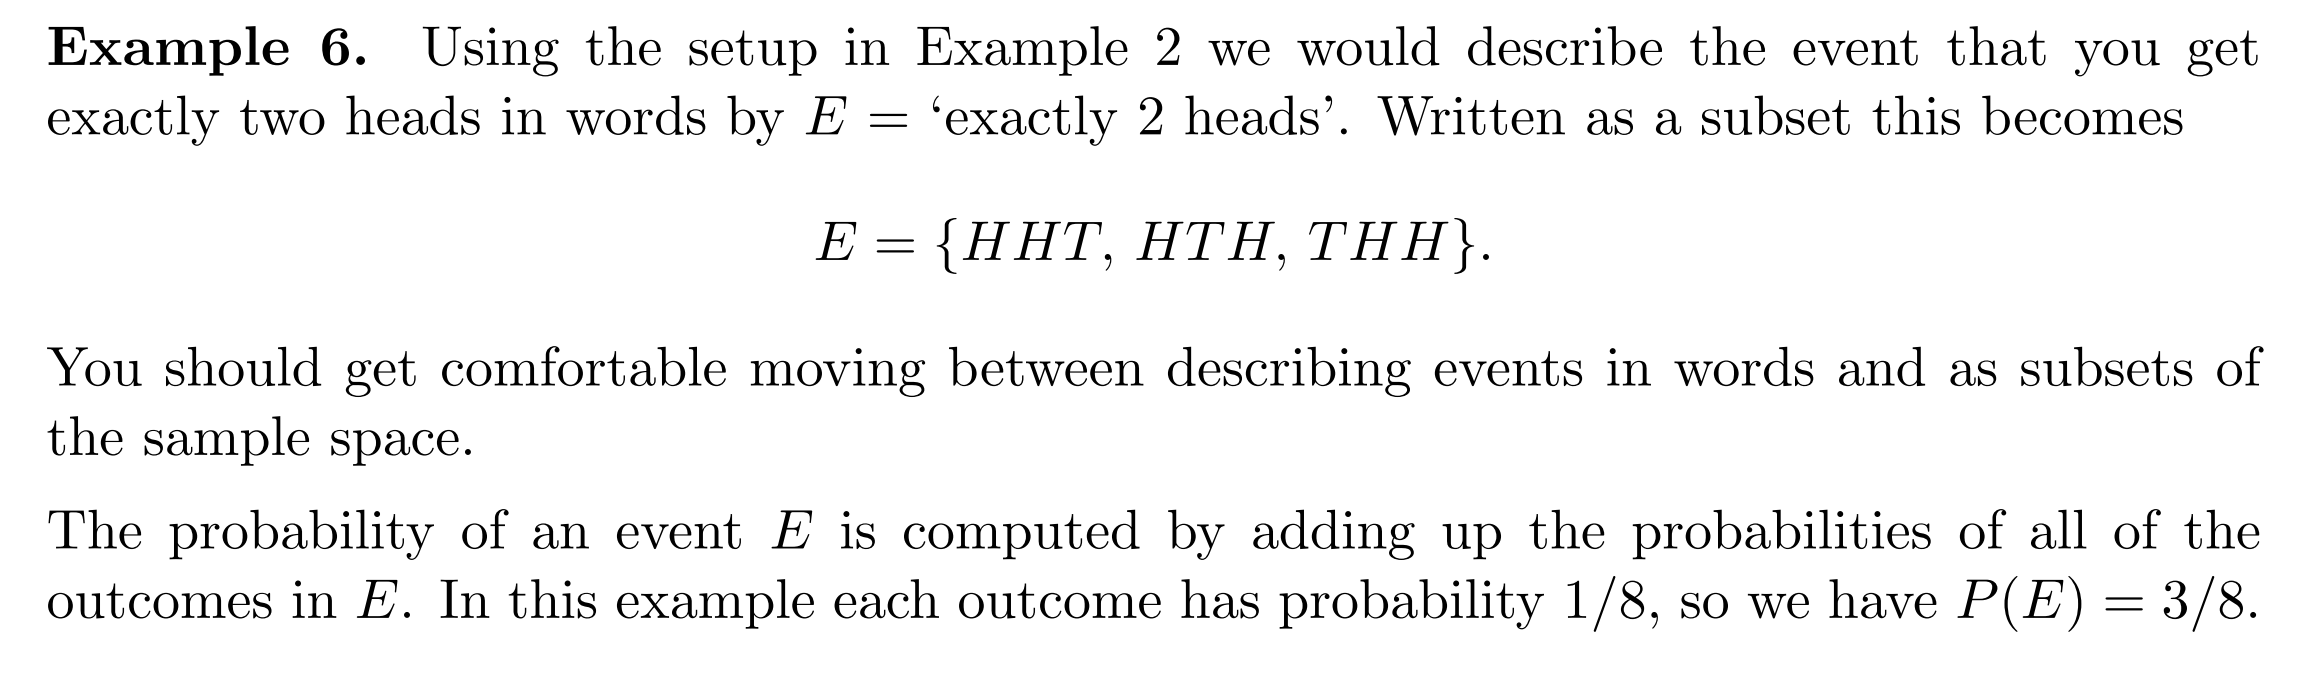 Example 6. Using the setup in Example 2 we would describe the event that you get
exactly two heads in words by E = ‘exactly 2 heads’. Written as a subset this becomes
E = {HHT, HTH, THH}.
You should get comfortable moving between describing events in words and as subsets of
the sample space.
The probability of an event E is computed by adding up the probabilities of all of the
outcomes in E. In this example each outcome has probability 1/8, so we have P(E) = 3/8.